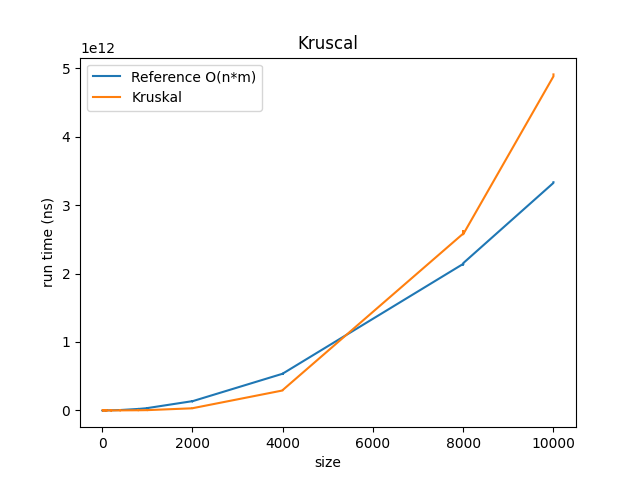 Kruscal
1e12
Reference O(n*m)
Kruskal
5
4
3
2
1
0
run time (ns)
0 2000 4000 6000 8000 10000
size